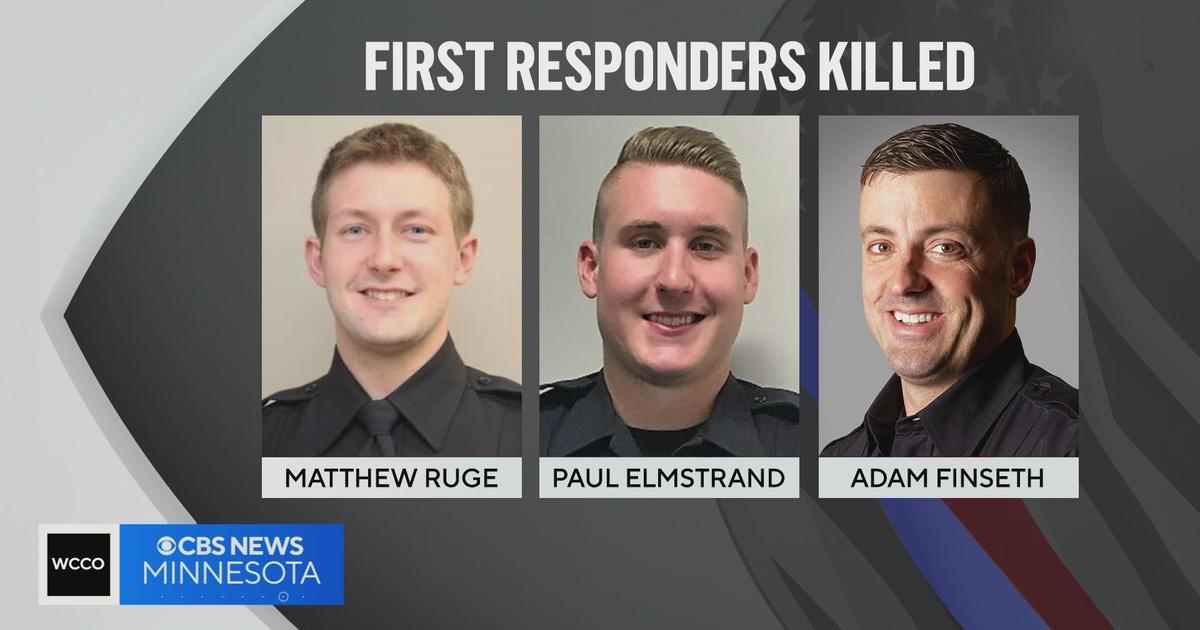 FIRST RESPONDERS KILLED
MATTHEW RUGE
PAUL ELMSTRAND
ADAM FINSETH
WCCO
CBS NEWS
MINNESOTA